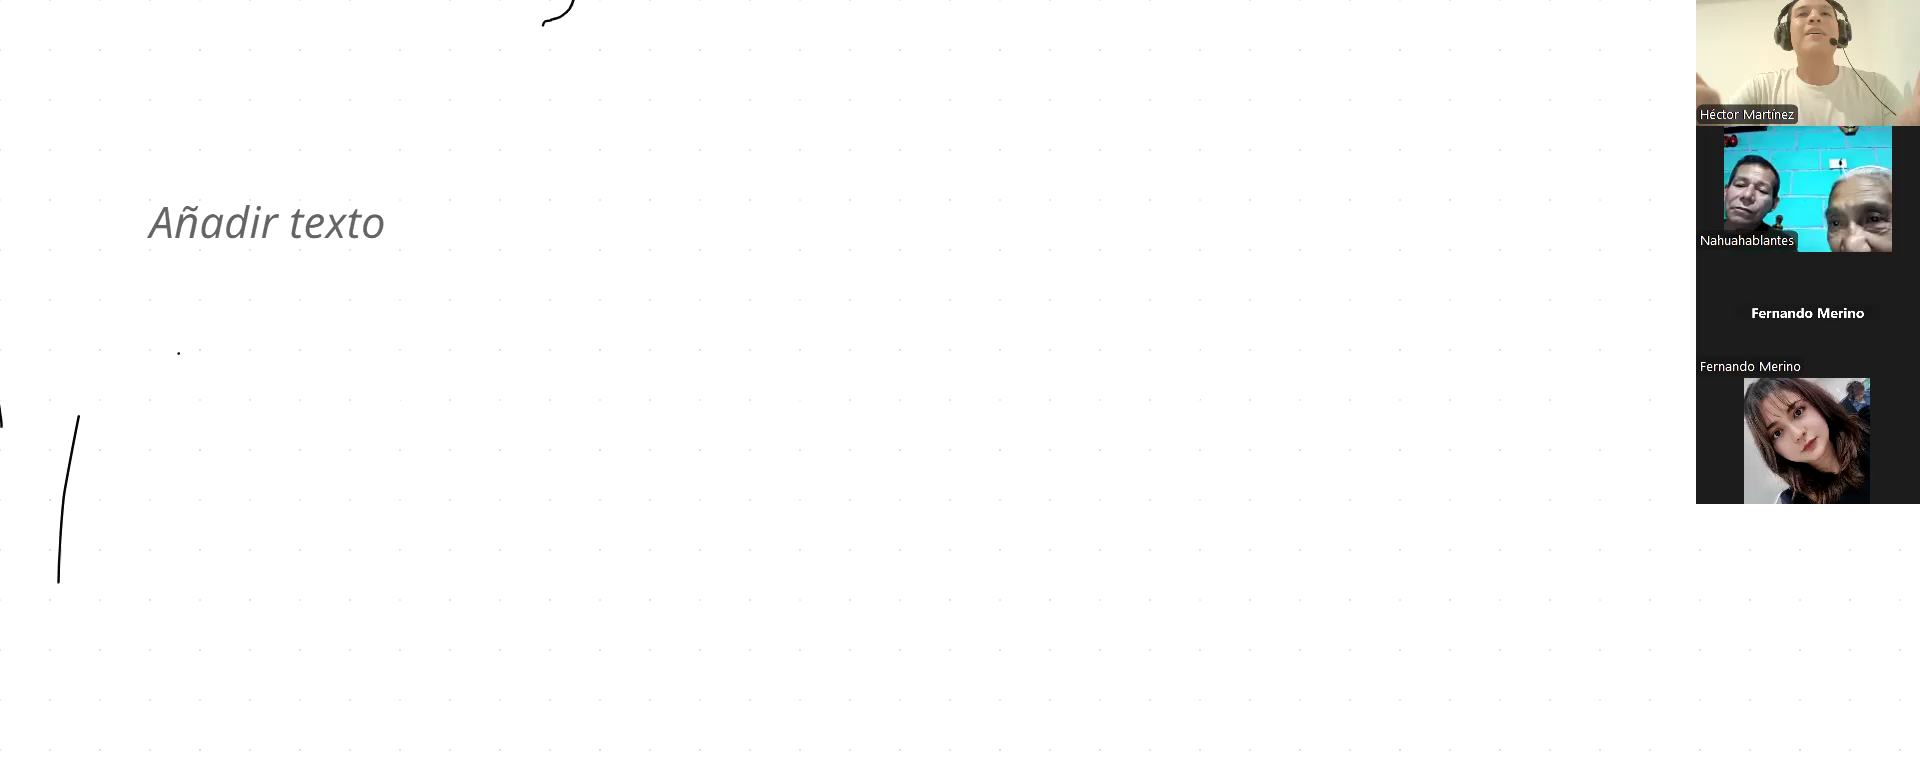 Añadir texto
Héctor Martínez
Nahuahablantes
Fernando Merino
Fernando Merino